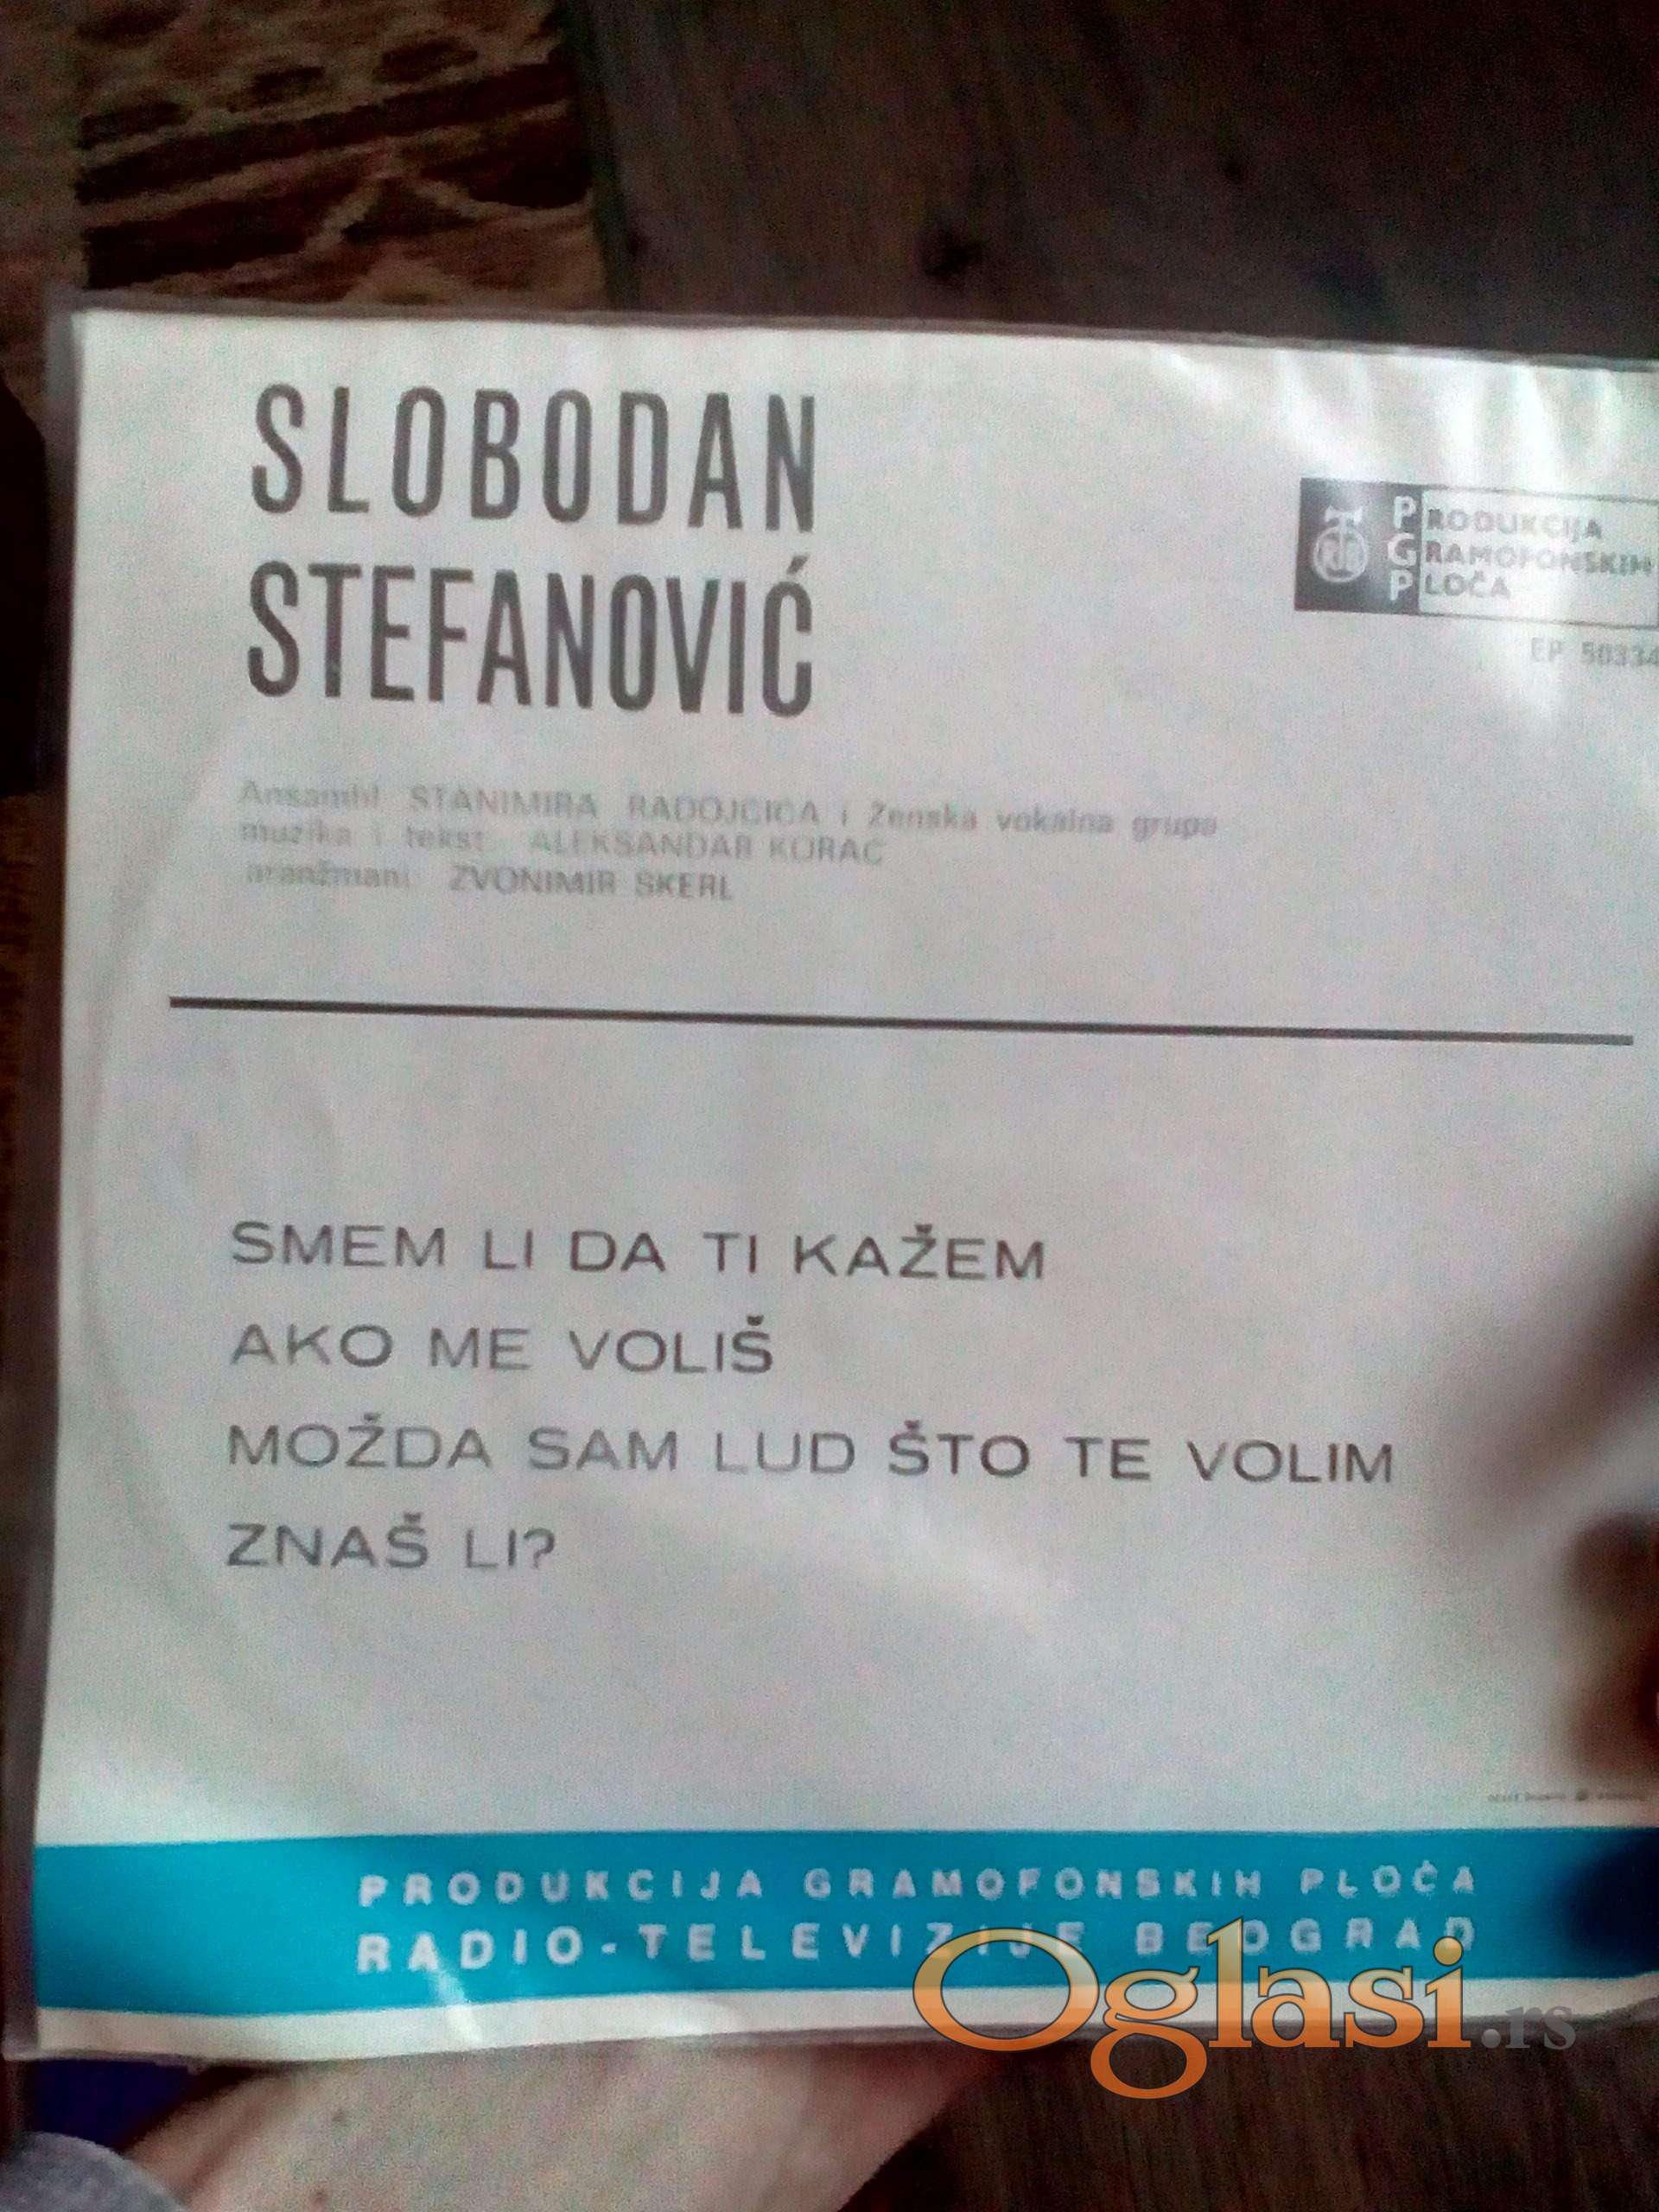 SLOBODAN
STEFANOVIĆ
PRODUKCIJA
GRAMOFONSKIH
PLOČA
EP 50334
Ansambl STANIMIRA RADOJČIĆA i Ženska vokalna grupa
muzika i tekst: ALEKSANDAR KORAĆ
aranžmani: ZVONIMIR SKERL
SMEM LI DA TI KAŽEM
AKO ME VOLIŠ
MOŽDA SAM LUD ŠTO TE VOLIM
ZNAŠ LI?
PRODUKCIJA GRAMOFONSKIH PLOČA
RADIO-TELEVIZIJE BEOGRAD
Oglasi.rs